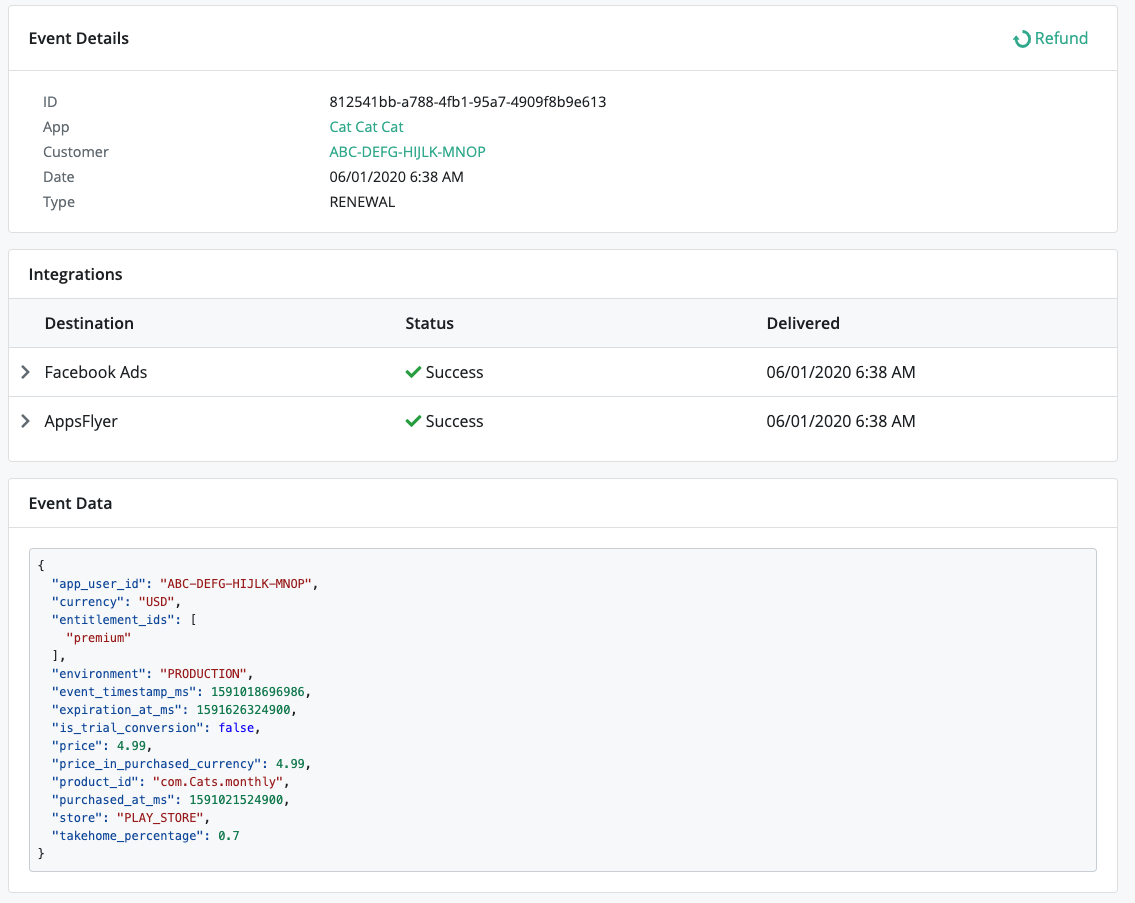 Event Details
Refund
ID 812541bb-a788-4fb1-95a7-4909f8b9e613
App Cat Cat Cat
Customer ABC-DEFG-HIJLK-MNOP
Date 06/01/2020 6:38 AM
Type RENEWAL
Integrations
Destination Status Delivered
Facebook Ads Success 06/01/2020 6:38 AM
AppsFlyer Success 06/01/2020 6:38 AM
Event Data
{
  "app_user_id": "ABC-DEFG-HIJLK-MNOP",
  "currency": "USD",
  "entitlement_ids": [
    "premium"
  ],
  "environment": "PRODUCTION",
  "event_timestamp_ms": 1591018696986,
  "expiration_at_ms": 1591626324900,
  "is_trial_conversion": false,
  "price": 4.99,
  "price_in_purchased_currency": 4.99,
  "product_id": "com.Cats.monthly",
  "purchased_at_ms": 1591021524900,
  "store": "PLAY_STORE",
  "takehome_percentage": 0.7
}